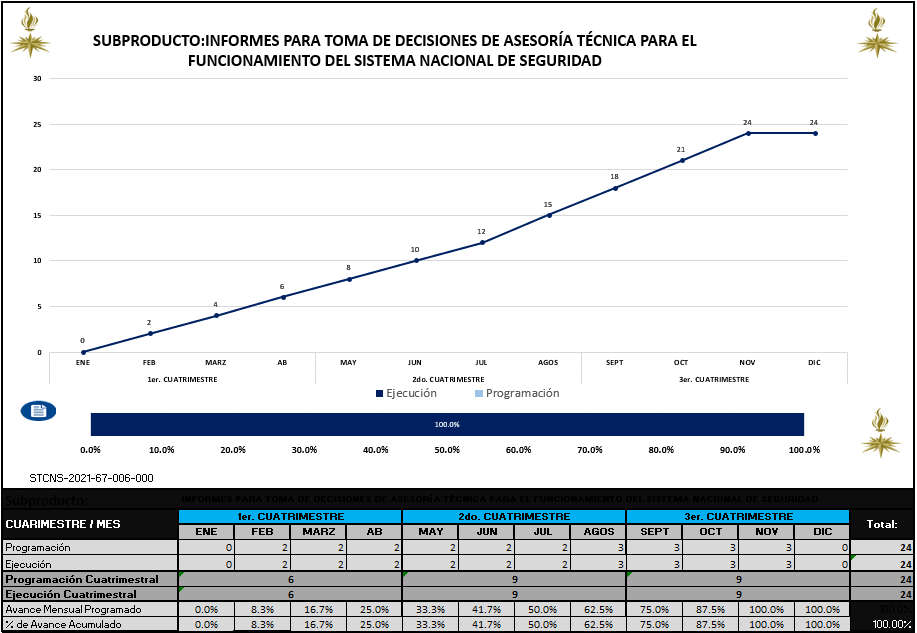 SUBPRODUCTO:INFORMES PARA TOMA DE DECISIONES DE ASESORÍA TÉCNICA PARA EL
FUNCIONAMIENTO DEL SISTEMA NACIONAL DE SEGURIDAD
30
25
20
15
10
5
0
0 2 4 6 8 10 12 15 18 21 24 24
ENE FEB MARZ AB MAY JUN JUL AGOS SEPT OCT NOV DIC
1er. CUATRIMESTRE 2do. CUATRIMESTRE 3er. CUATRIMESTRE
Ejecución Programación
100.0%
0.0% 10.0% 20.0% 30.0% 40.0% 50.0% 60.0% 70.0% 80.0% 90.0% 100.0%
STCNS-2021-67-006-000
Subproducto: INFORMES PARA TOMA DE DECISIONES DE ASESORÍA TÉCNICA PARA EL FUNCIONAMIENTO DEL SISTEMA NACIONAL DE SEGURIDAD
CUARIMESTRE / MES 1er. CUATRIMESTRE 2do. CUATRIMESTRE 3er. CUATRIMESTRE Total:
ENE FEB MARZ AB MAY JUN JUL AGOS SEPT OCT NOV DIC
Programación 0 2 2 2 2 2 2 3 3 3 3 0 24
Ejecución 0 2 2 2 2 2 2 3 3 3 3 0 24
Programación Cuatrimestral 6 9 9 24
Ejecución Cuatrimestral 6 9 9 24
Avance Mensual Programado 0.0% 8.3% 16.7% 25.0% 33.3% 41.7% 50.0% 62.5% 75.0% 87.5% 100.0% 100.0% 100.0%
% de Avance Acumulado 0.0% 8.3% 16.7% 25.0% 33.3% 41.7% 50.0% 62.5% 75.0% 87.5% 100.0% 100.0% 100.00%